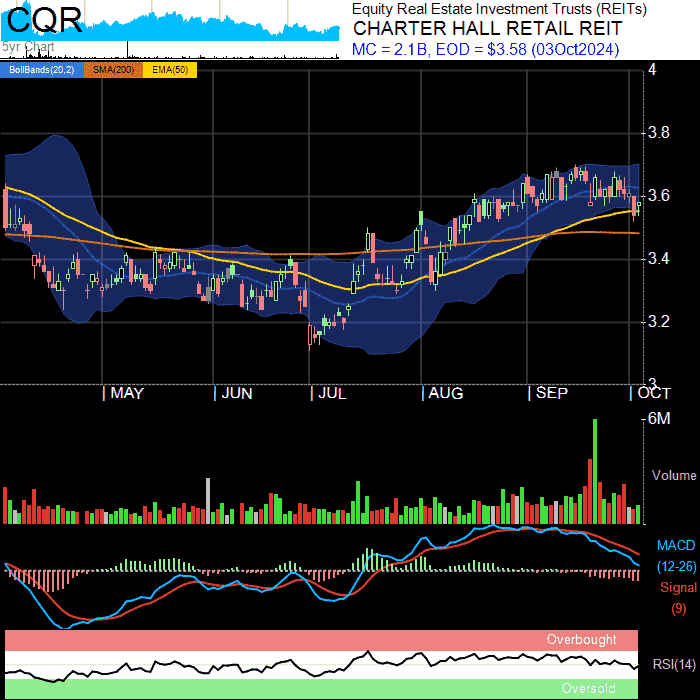 CQR
5yr Chart
Equity Real Estate Investment Trusts (REITs)
CHARTER HALL RETAIL REIT
MC = 2.1B, EOD = $3.58 (03Oct2024)
BollBands(20,2) SMA(200) EMA(50)
4
3.8
3.6
3.4
3.2
3
MAY JUN JUL AUG SEP OCT
6M
Volume
MACD
(12-26)
Signal
(9)
Overbought
RSI(14)
Oversold